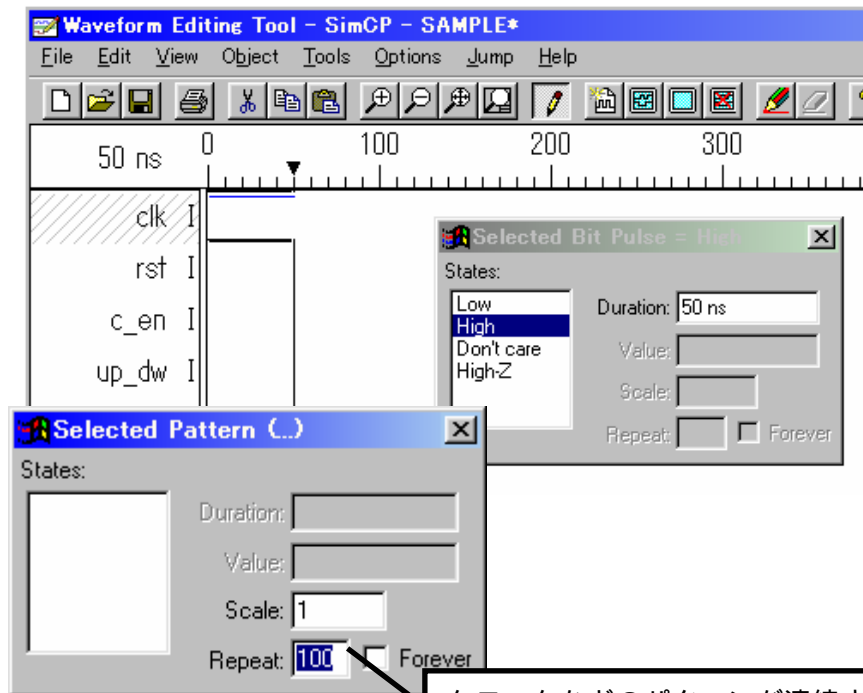 Waveform Editing Tool - SimCP - SAMPLE*
File Edit View Object Tools Options Jump Help
50 ns 0 100 200 300
clk I
rst I
c_en I
up_dw I
Selected Bit Pulse = High
States:
Low
High
Don't care
High-Z
Duration: 50 ns
Value:
Scale:
Repeat: Forever
Selected Pattern (...)
States:
Duration:
Value:
Scale: 1
Repeat: 100 Forever